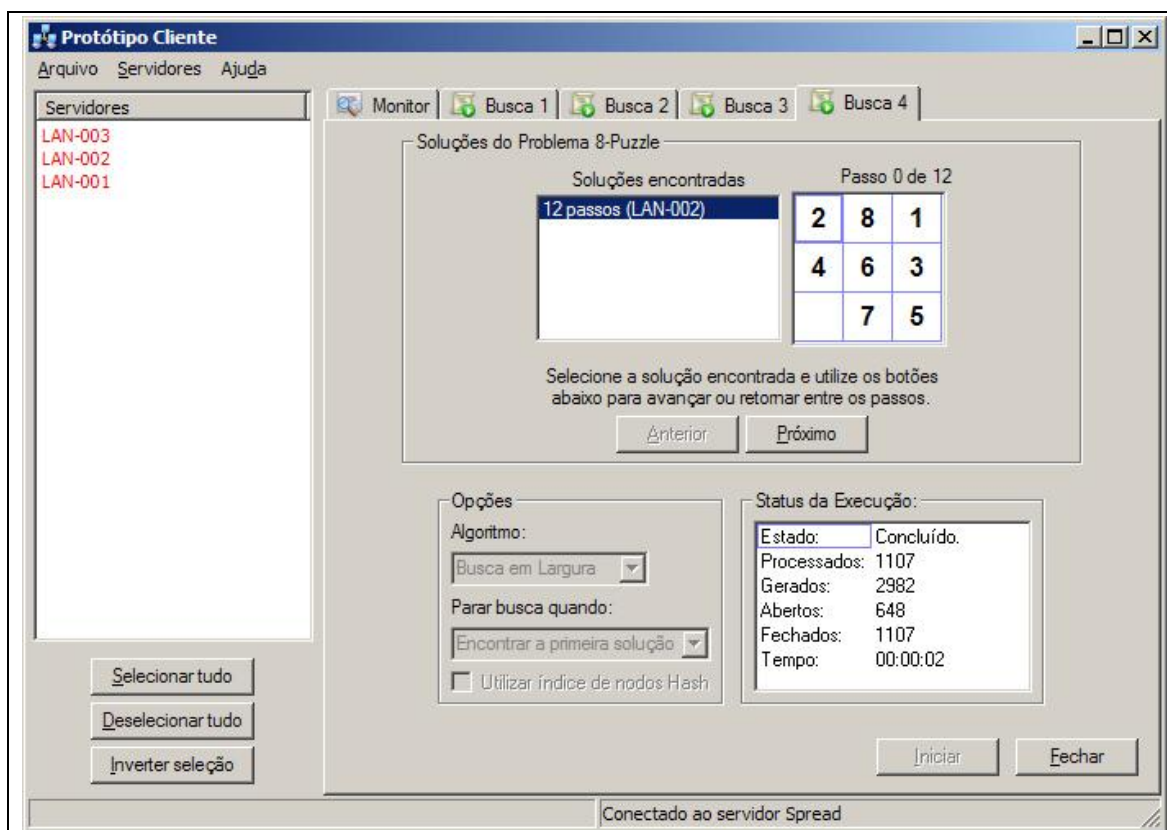 Protótipo Cliente
Arquivo Servidores Ajuda
Servidores
LAN-003
LAN-002
LAN-001
Selecionar tudo
Deselecionar tudo
Inverter seleção
Monitor Busca 1 Busca 2 Busca 3 Busca 4
Soluções do Problema 8-Puzzle
Soluções encontradas
12 passos (LAN-002)
Passo 0 de 12
2 8 1
4 6 3
7 5
Selecione a solução encontrada e utilize os botões
abaixo para avançar ou retornar entre os passos.
Anterior Próximo
Opções
Algoritmo:
Busca em Largura
Parar busca quando:
Encontrar a primeira solução
Utilizar índice de nodos Hash
Status da Execução:
Estado: Concluído.
Processados: 1107
Gerados: 2982
Abertos: 648
Fechados: 1107
Tempo: 00:00:02
Iniciar Fechar
Conectado ao servidor Spread